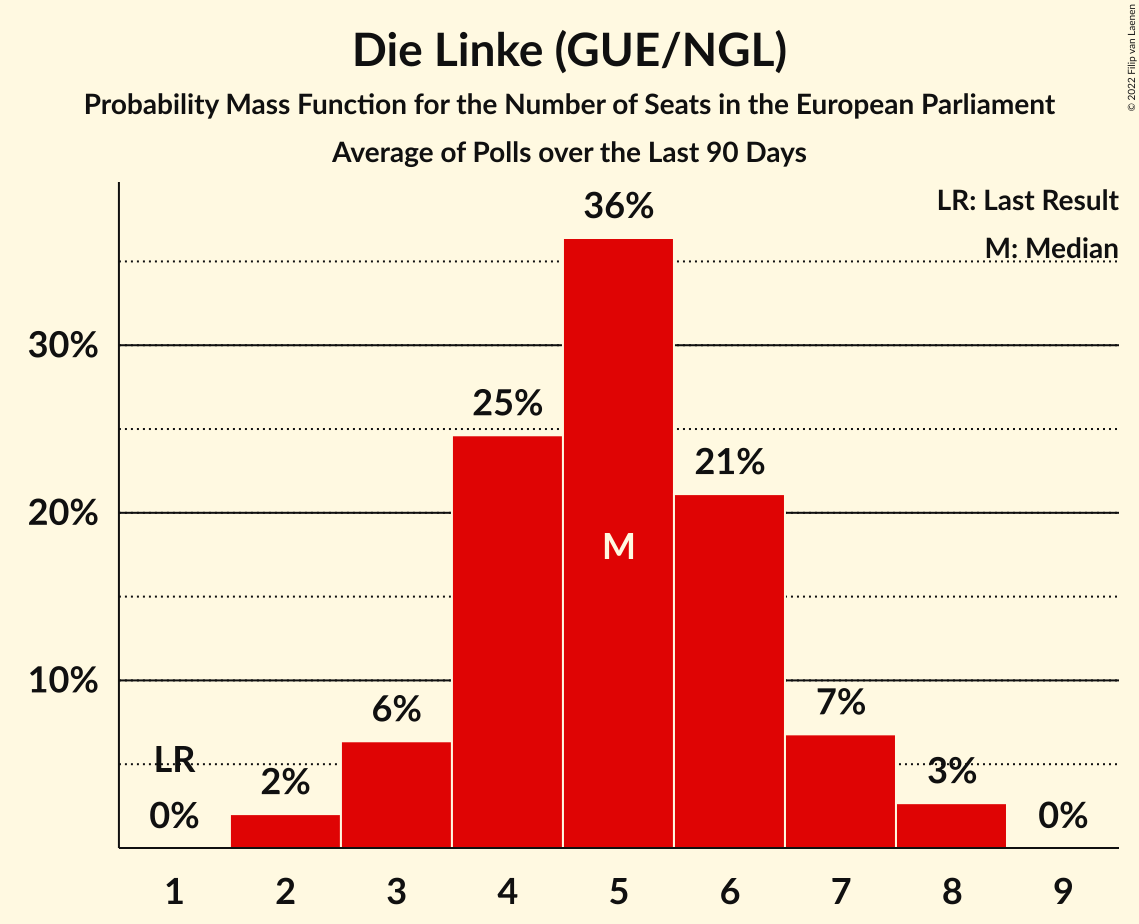 Die Linke (GUE/NGL)
Probability Mass Function for the Number of Seats in the European Parliament
Average of Polls over the Last 90 Days
© 2022 Filip van Laenen
LR: Last Result
M: Median
36%
30%
25%
21%
20%
M
10%
6%
7%
LR
2%
3%
0%
0%
1 2 3 4 5 6 7 8 9